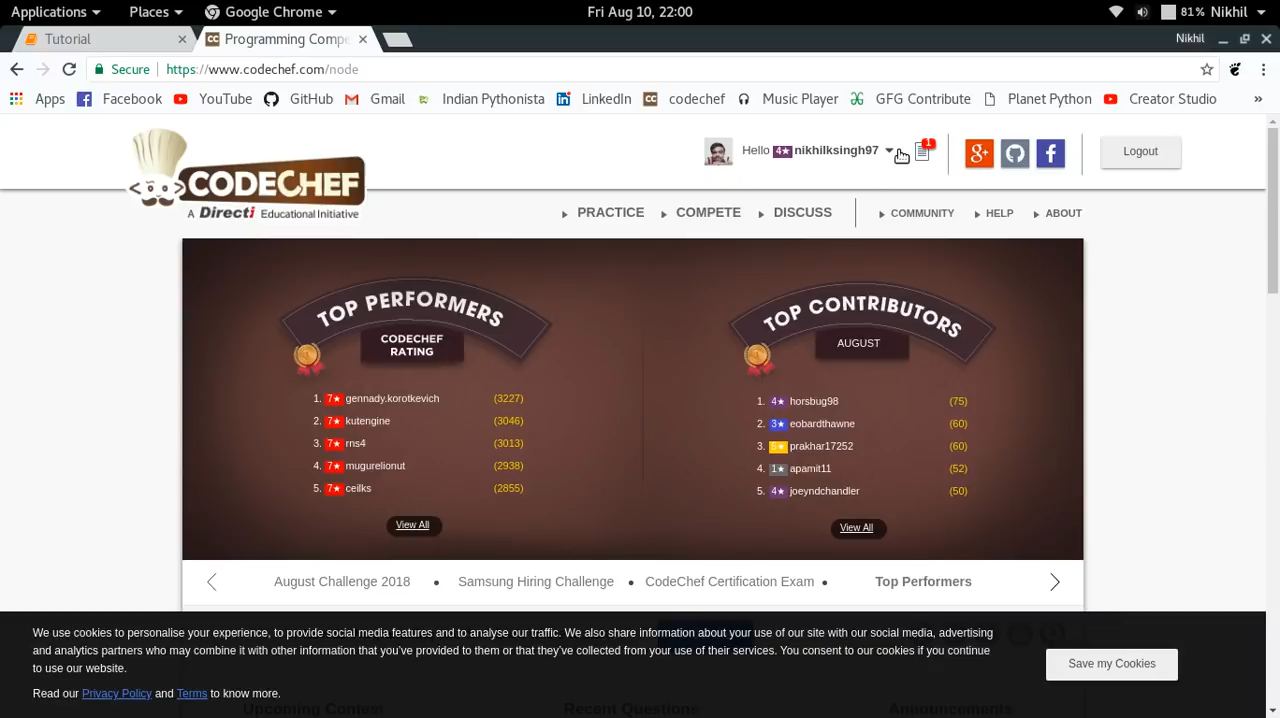 Applications Places Google Chrome Fri Aug 10, 22:00 81% Nikhil
Tutorial Programming Compe Nikhil
Secure https://www.codechef.com/node
Apps Facebook YouTube GitHub Gmail Indian Pythonista LinkedIn codechef Music Player GFG Contribute Planet Python Creator Studio »
CODECHEF
A Directi Educational Initiative
Hello 4★ nikhilksingh97 1 g+ f Logout
PRACTICE COMPETE DISCUSS COMMUNITY HELP ABOUT
TOP PERFORMERS
CODECHEF
RATING
1. 7★ gennady.korotkevich (3227)
2. 7★ kutengine (3046)
3. 7★ rns4 (3013)
4. 7★ mugurelionut (2938)
5. 7★ ceilks (2855)
View All
TOP CONTRIBUTORS
AUGUST
1. 4★ horsbug98 (75)
2. 3★ eobardthawne (60)
3. 5★ prakhar17252 (60)
4. 1★ apamit11 (52)
5. 4★ joeyndchandler (50)
View All
August Challenge 2018 • Samsung Hiring Challenge • CodeChef Certification Exam • Top Performers
We use cookies to personalise your experience, to provide social media features and to analyse our traffic. We also share information about your use of our site with our social media, advertising
and analytics partners who may combine it with other information that you've provided to them or that they've collected from your use of their services. You consent to our cookies if you continue
to use our website.
Read our Privacy Policy and Terms to know more.
Save my Cookies
Upcoming Contest Recent Questions Announcements